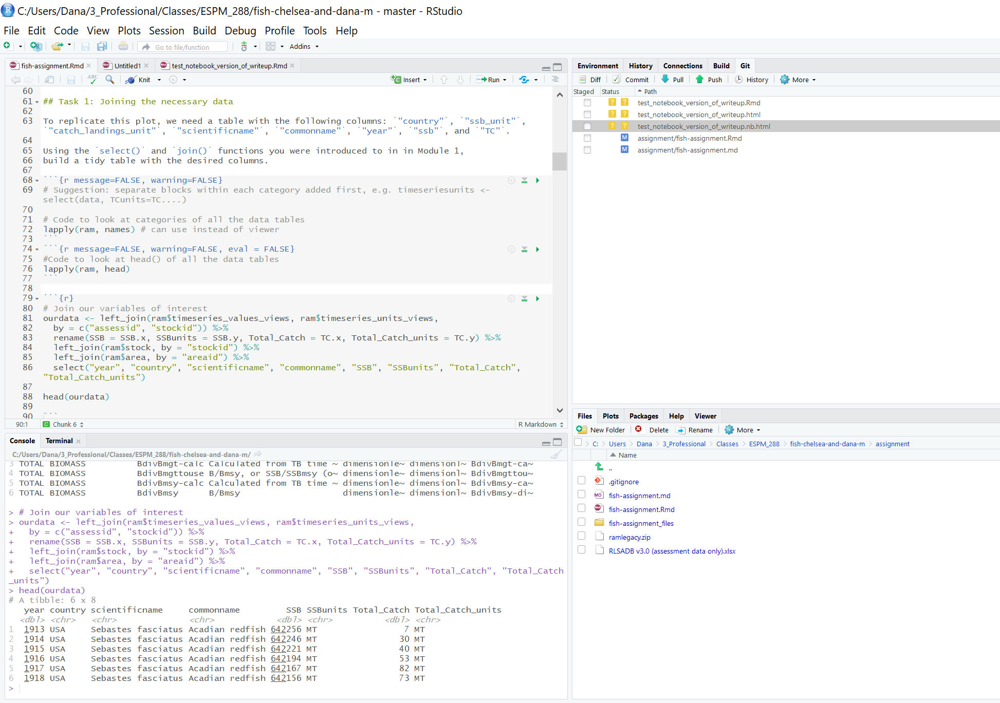 C:/Users/Dana/3_Professional/Classes/ESPM_288/fish-chelsea-and-dana-m - master - RStudio
File Edit Code View Plots Session Build Debug Profile Tools Help
Go to file/function Addins
fish-assignment.Rmd Untitled1 test_notebook_version_of_writeup.Rmd
ABC Knit Insert Run
60
61 ## Task 1: Joining the necessary data
62
63 To replicate this plot, we need a table with the following columns: `"country"`, `"ssb_unit"`,
`"catch_landings_unit"`, `"scientificname"`, `"commonname"`, `"year"`, `"ssb"`, and `"TC"`.
64
65 Using the `select()` and `join()` functions you were introduced to in in Module 1,
66 build a tidy table with the desired columns.
67
68 ```{r message=FALSE, warning=FALSE}
69 # Suggestion: separate blocks within each category added first, e.g. timeseriesunits <-
select(data, TCunits=TC....)
70
71 # Code to look at categories of all the data tables
72 lapply(ram, names) # can use instead of viewer
73 ```
74 ```{r message=FALSE, warning=FALSE, eval = FALSE}
75 #Code to look at head() of all the data tables
76 lapply(ram, head)
77 ```
78
79 ```{r}
80 # Join our variables of interest
81 ourdata <- left_join(ram$timeseries_values_views, ram$timeseries_units_views,
82 by = c("assessid", "stockid")) %>%
83 rename(SSB = SSB.x, SSBunits = SSB.y, Total_Catch = TC.x, Total_Catch_units = TC.y) %>%
84 left_join(ram$stock, by = "stockid") %>%
85 left_join(ram$area, by = "areaid") %>%
86 select("year", "country", "scientificname", "commonname", "SSB", "SSBunits", "Total_Catch",
"Total_Catch_units")
87
88 head(ourdata)
89
90 ```
90:1 C Chunk 6 R Markdown
Console Terminal
C:/Users/Dana/3_Professional/Classes/ESPM_288/fish-chelsea-and-dana-m/
3 TOTAL BIOMASS BdivBmgt-calc Calculated from TB time ~ dimensionle~ dimensionl~ BdivBmgt-ca~
4 TOTAL BIOMASS BdivBmgttouse B/Bmsy, or SSB/SSBmsy (o~ dimensionle~ dimensionl~ BdivBmgttou~
5 TOTAL BIOMASS BdivBmsy-calc Calculated from TB time ~ dimensionle~ dimensionl~ BdivBmsy-ca~
6 TOTAL BIOMASS BdivBmsy B/Bmsy dimensionle~ dimensionl~ BdivBmsy-di~
> # Join our variables of interest
> ourdata <- left_join(ram$timeseries_values_views, ram$timeseries_units_views,
+ by = c("assessid", "stockid")) %>%
+ rename(SSB = SSB.x, SSBunits = SSB.y, Total_Catch = TC.x, Total_Catch_units = TC.y) %>%
+ left_join(ram$stock, by = "stockid") %>%
+ left_join(ram$area, by = "areaid") %>%
+ select("year", "country", "scientificname", "commonname", "SSB", "SSBunits", "Total_Catch", "Total_Catch
_units")
> head(ourdata)
# A tibble: 6 x 8
year country scientificname commonname SSB SSBunits Total_Catch Total_Catch_units
<dbl> <chr> <chr> <chr> <dbl> <chr> <dbl> <chr>
1 1913 USA Sebastes fasciatus Acadian redfish 642256 MT 7 MT
2 1914 USA Sebastes fasciatus Acadian redfish 642246 MT 30 MT
3 1915 USA Sebastes fasciatus Acadian redfish 642221 MT 40 MT
4 1916 USA Sebastes fasciatus Acadian redfish 642194 MT 53 MT
5 1917 USA Sebastes fasciatus Acadian redfish 642167 MT 82 MT
6 1918 USA Sebastes fasciatus Acadian redfish 642156 MT 73 MT
>
Environment History Connections Build Git
Diff Commit Pull Push History More
Staged Status Path
? ? test_notebook_version_of_writeup.Rmd
? ? test_notebook_version_of_writeup.html
? ? test_notebook_version_of_writeup.nb.html
M assignment/fish-assignment.Rmd
M assignment/fish-assignment.md
Files Plots Packages Help Viewer
New Folder Delete Rename More
C: Users Dana 3_Professional Classes ESPM_288 fish-chelsea-and-dana-m assignment
Name
..
.gitignore
MD fish-assignment.md
fish-assignment.Rmd
fish-assignment_files
ramlegacy.zip
RLSADB v3.0 (assessment data only).xlsx